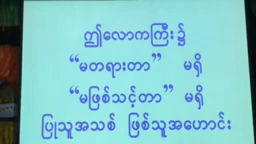 ဤလောကကြီး၌
“မတရားတာ” မရှိ
“မဖြစ်သင့်တာ” မရှိ
ပြုသူအသစ် ဖြစ်သူအဟောင်း